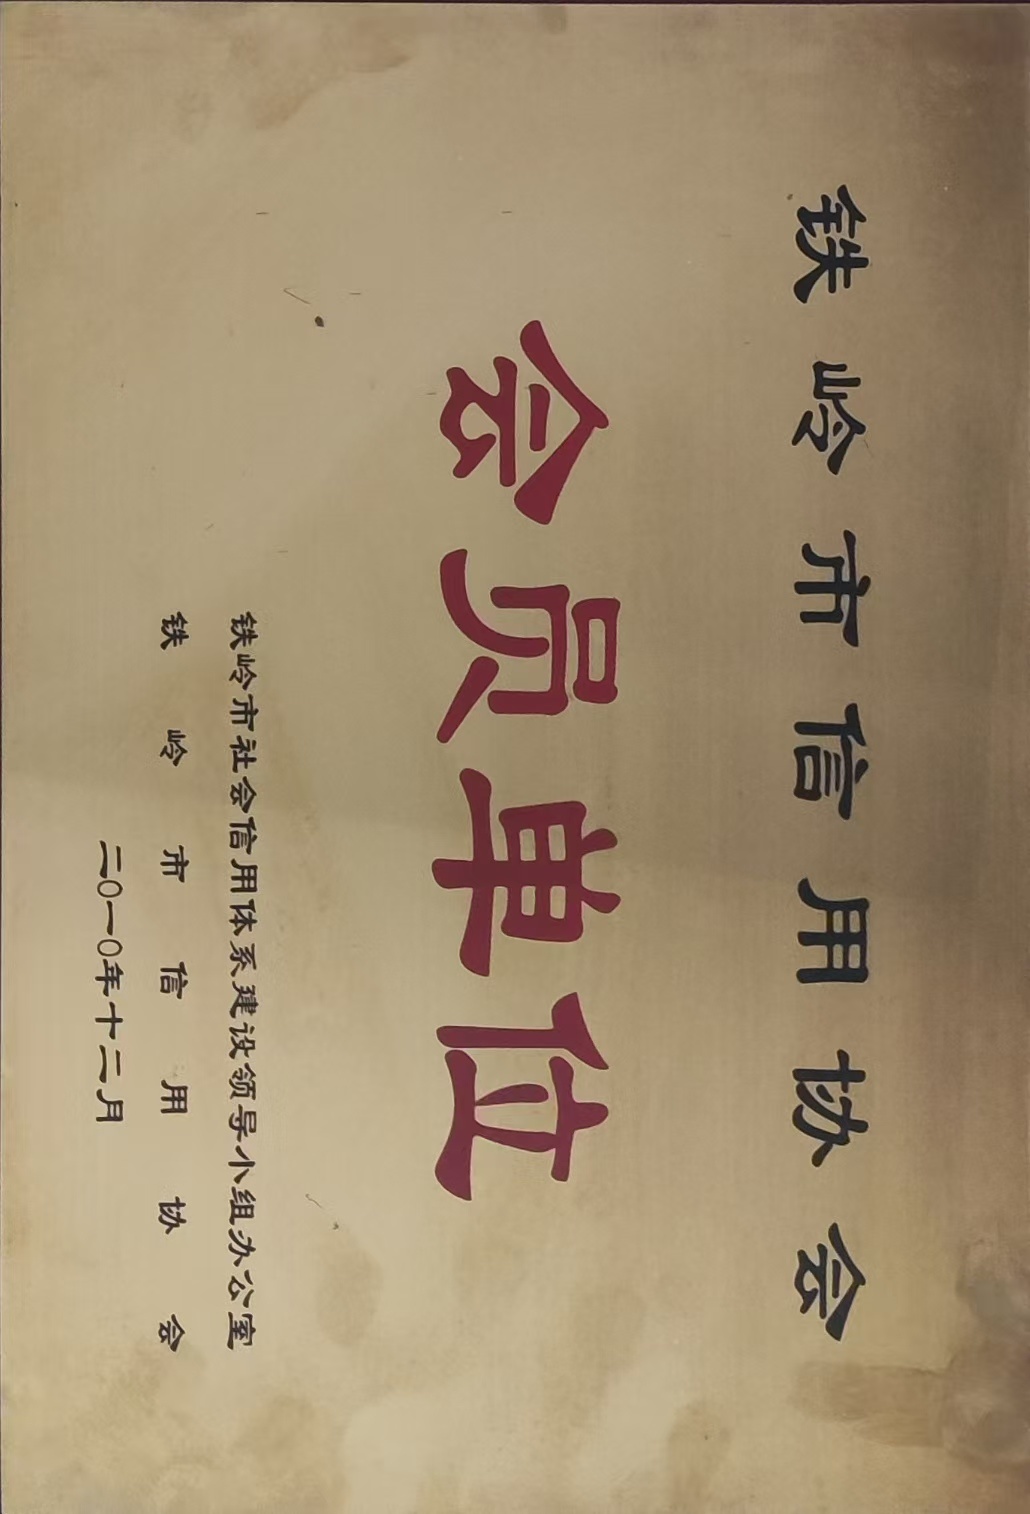 铁岭市信用协会
会员单位
铁岭市社会信用体系建设领导小组办公室
铁岭市信用协会
二〇一〇年十二月